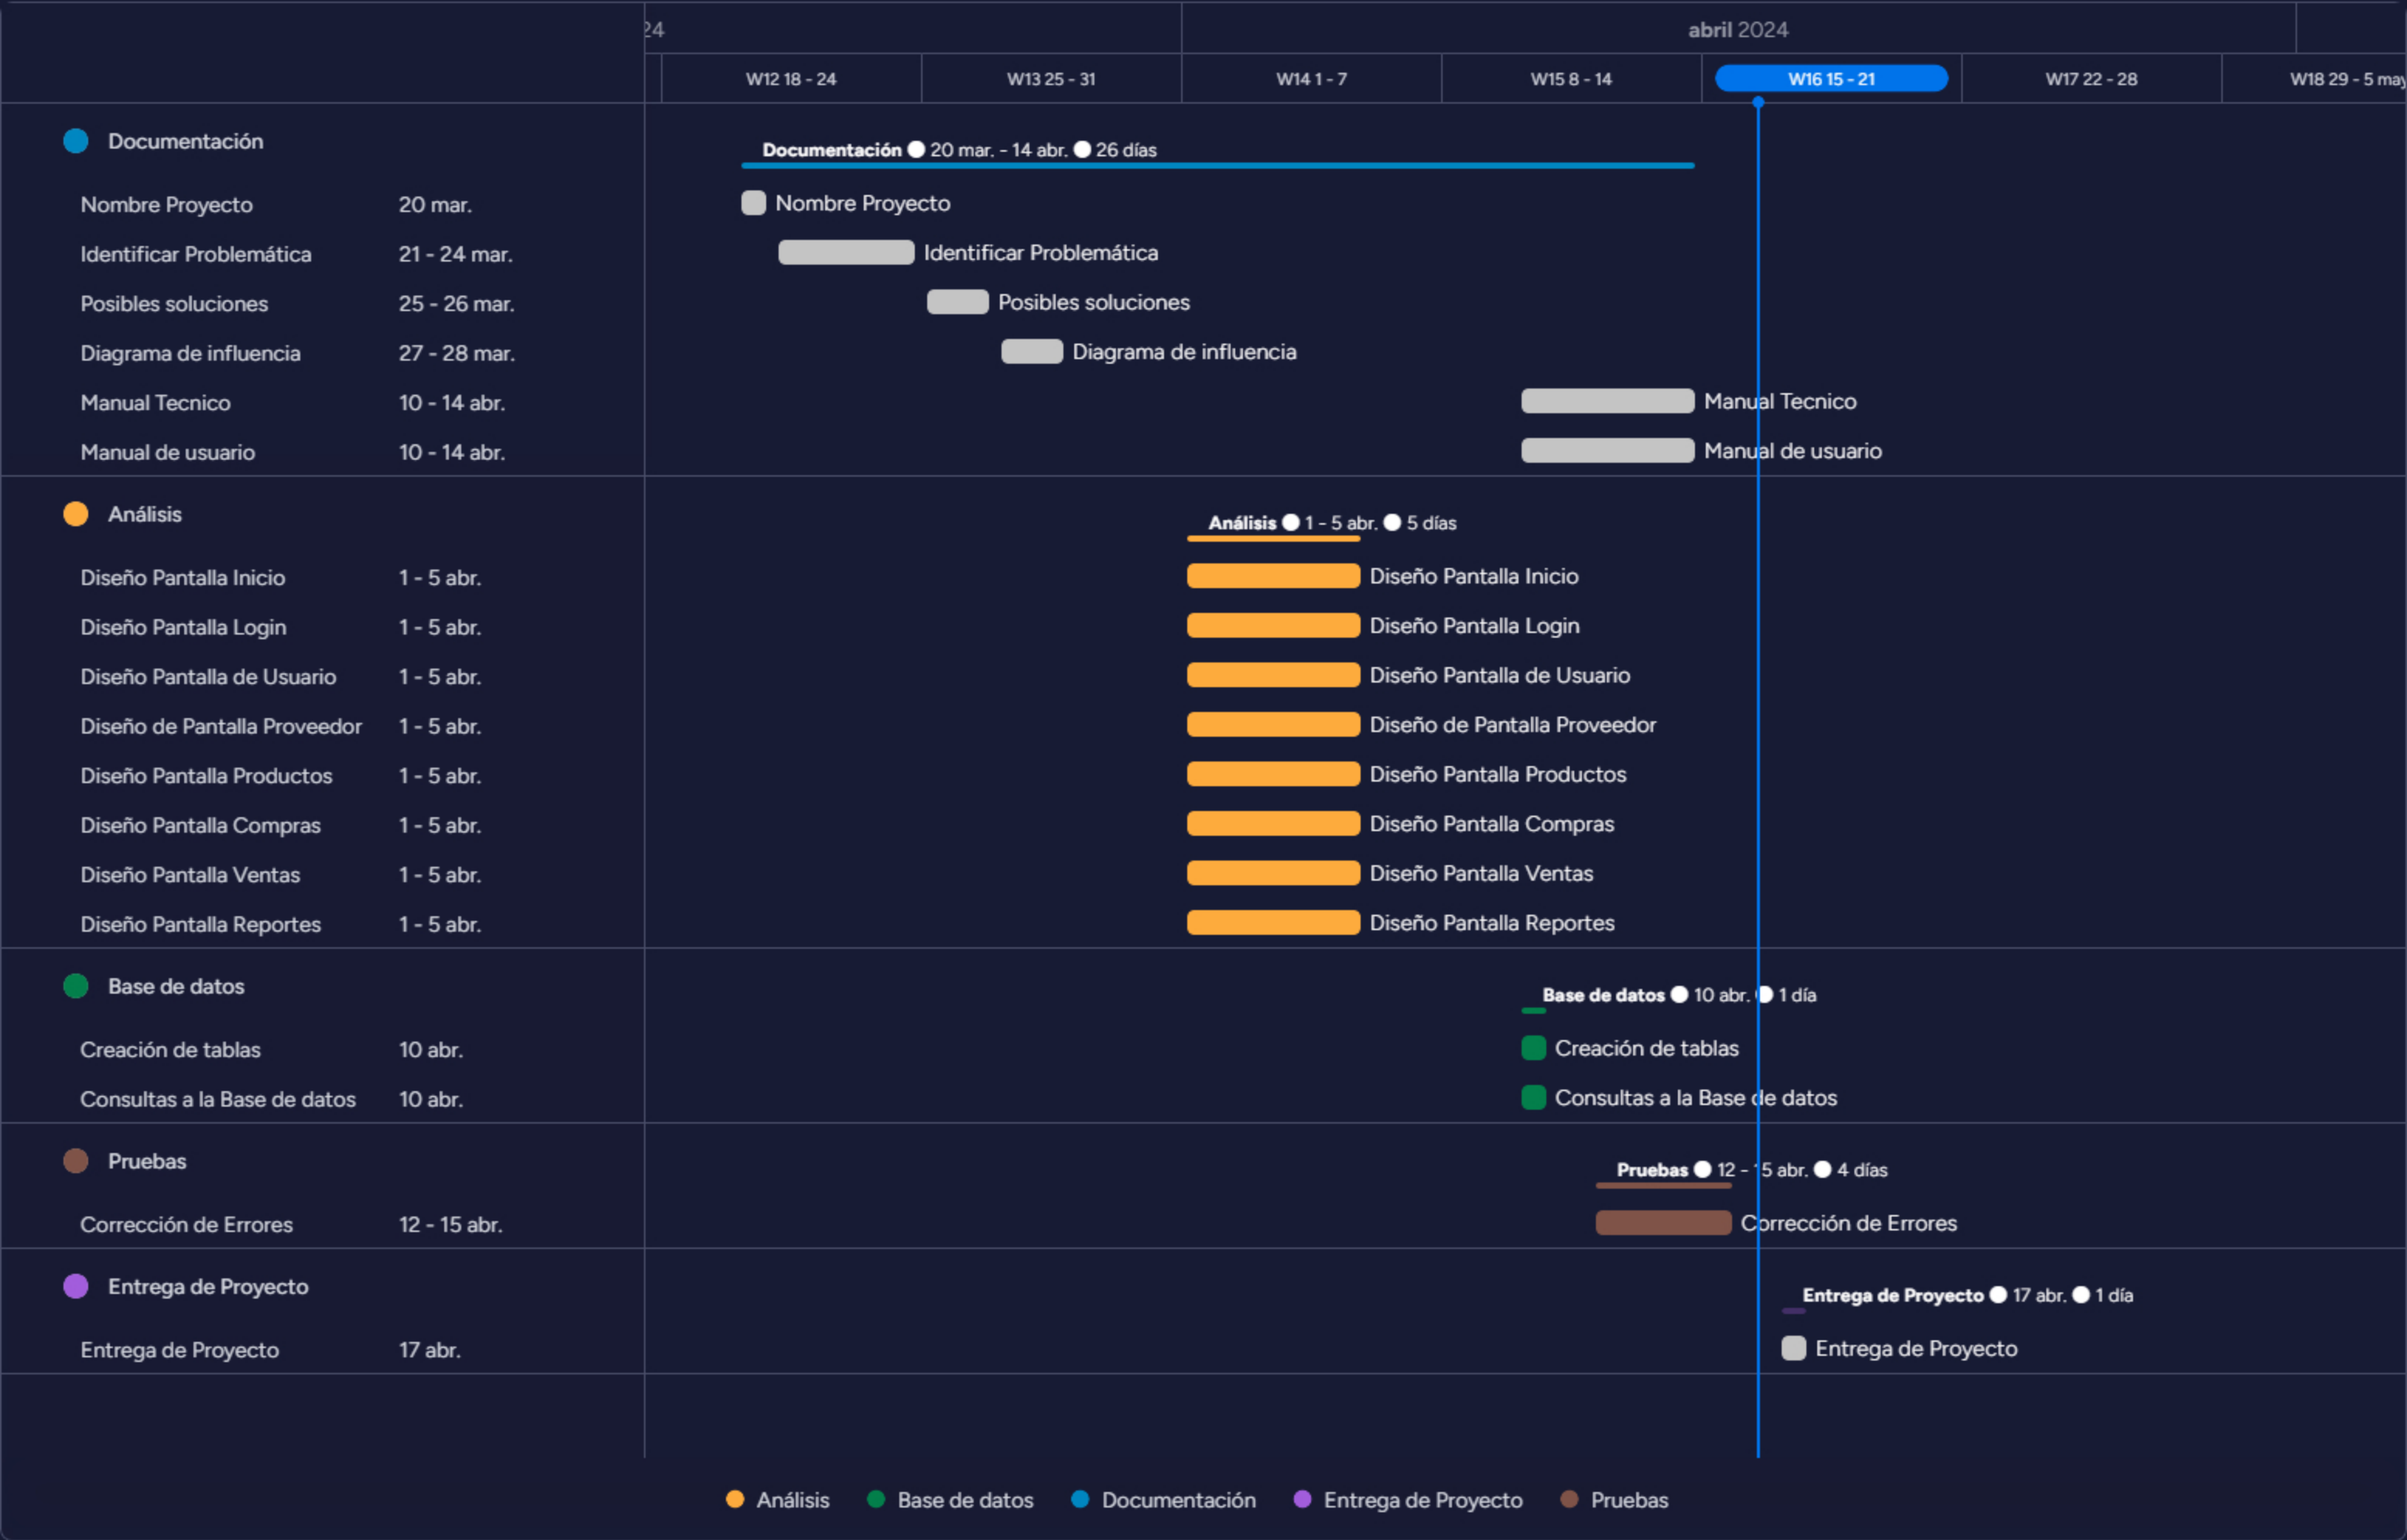 24
abril 2024
W12 18 - 24 W13 25 - 31 W14 1 - 7 W15 8 - 14 W16 15 - 21 W17 22 - 28 W18 29 - 5 may
Documentación
Documentación 20 mar. - 14 abr. 26 días
Nombre Proyecto 20 mar. Nombre Proyecto
Identificar Problemática 21 - 24 mar. Identificar Problemática
Posibles soluciones 25 - 26 mar. Posibles soluciones
Diagrama de influencia 27 - 28 mar. Diagrama de influencia
Manual Tecnico 10 - 14 abr. Manual Tecnico
Manual de usuario 10 - 14 abr. Manual de usuario
Análisis
Análisis 1 - 5 abr. 5 días
Diseño Pantalla Inicio 1 - 5 abr. Diseño Pantalla Inicio
Diseño Pantalla Login 1 - 5 abr. Diseño Pantalla Login
Diseño Pantalla de Usuario 1 - 5 abr. Diseño Pantalla de Usuario
Diseño de Pantalla Proveedor 1 - 5 abr. Diseño de Pantalla Proveedor
Diseño Pantalla Productos 1 - 5 abr. Diseño Pantalla Productos
Diseño Pantalla Compras 1 - 5 abr. Diseño Pantalla Compras
Diseño Pantalla Ventas 1 - 5 abr. Diseño Pantalla Ventas
Diseño Pantalla Reportes 1 - 5 abr. Diseño Pantalla Reportes
Base de datos
Base de datos 10 abr. 1 día
Creación de tablas 10 abr. Creación de tablas
Consultas a la Base de datos 10 abr. Consultas a la Base de datos
Pruebas
Pruebas 12 - 15 abr. 4 días
Corrección de Errores 12 - 15 abr. Corrección de Errores
Entrega de Proyecto
Entrega de Proyecto 17 abr. 1 día
Entrega de Proyecto 17 abr. Entrega de Proyecto
Análisis Base de datos Documentación Entrega de Proyecto Pruebas